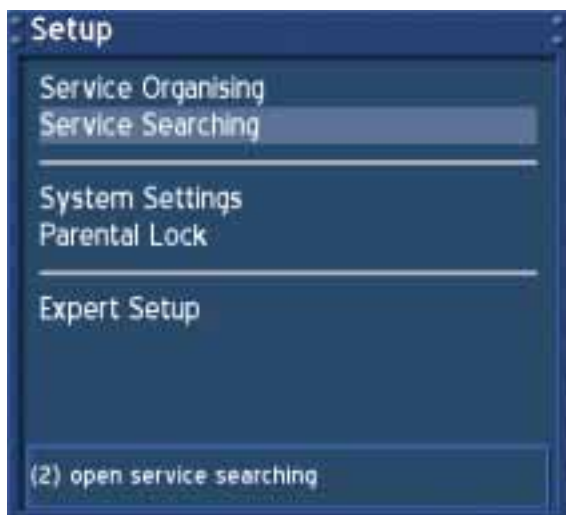 Setup
Service Organising
Service Searching
System Settings
Parental Lock
Expert Setup
(2) open service searching